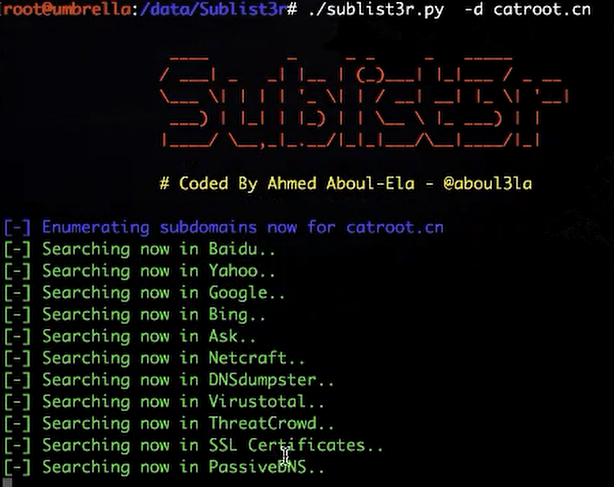 root@umbrella:/data/Sublist3r# ./sublist3r.py -d catroot.cn
Sublist3r
# Coded By Ahmed Aboul-Ela - @aboul3la
[-] Enumerating subdomains now for catroot.cn
[-] Searching now in Baidu..
[-] Searching now in Yahoo..
[-] Searching now in Google..
[-] Searching now in Bing..
[-] Searching now in Ask..
[-] Searching now in Netcraft..
[-] Searching now in DNSdumpster..
[-] Searching now in Virustotal..
[-] Searching now in ThreatCrowd..
[-] Searching now in SSL Certificates..
[-] Searching now in PassiveDNS..